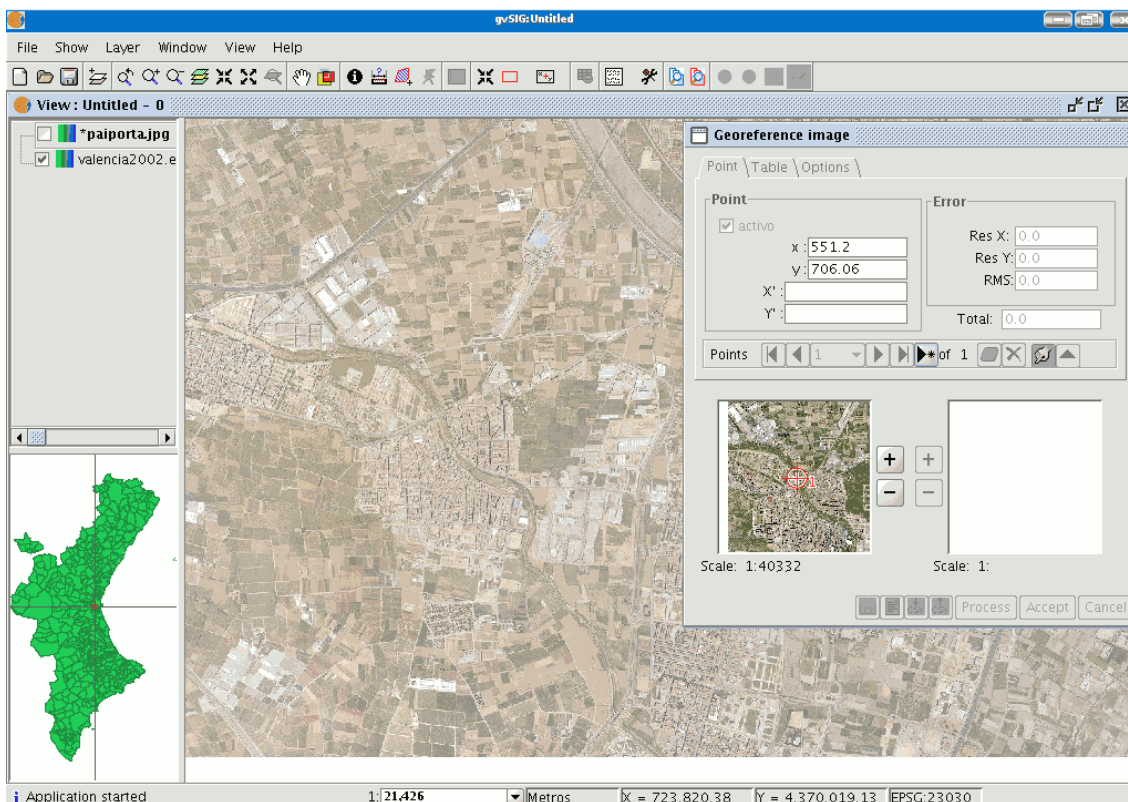 gvSIG:Untitled
File Show Layer Window View Help
View : Untitled - 0
*paiporta.jpg
valencia2002.e
Georeference image
Point Table Options
Point
activo
x : 551.2
y : 706.06
X' :
Y' :
Error
Res X: 0.0
Res Y: 0.0
RMS: 0.0
Total: 0.0
Points 1 of 1
1
Scale: 1:40332
Scale: 1:
Process Accept Cancel
Application started 1: 21,426 Metros X = 723.820,38 Y = 4.370.019,13 EPSG:23030